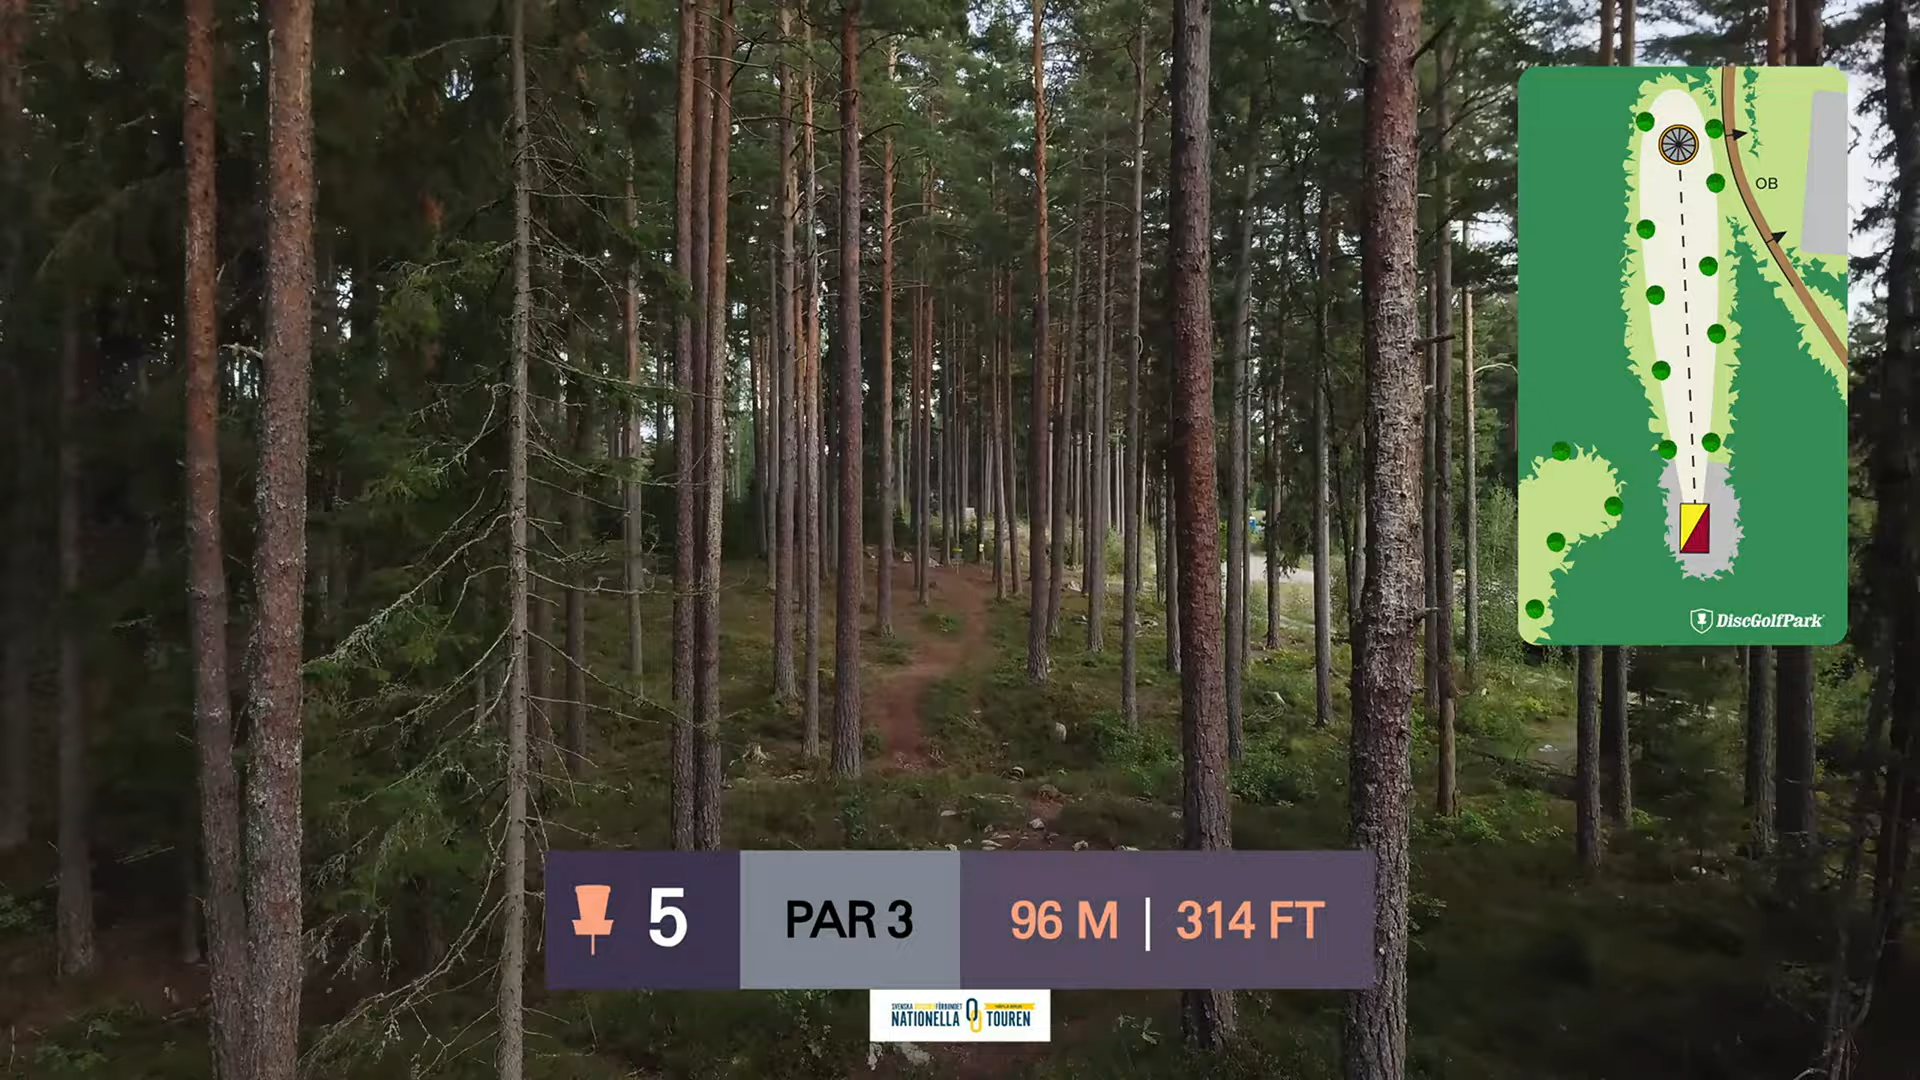 OB
DiscGolfPark
5
PAR 3
96 M | 314 FT
SVENSKA FÖRBUNDET
NATIONELLA TOUREN